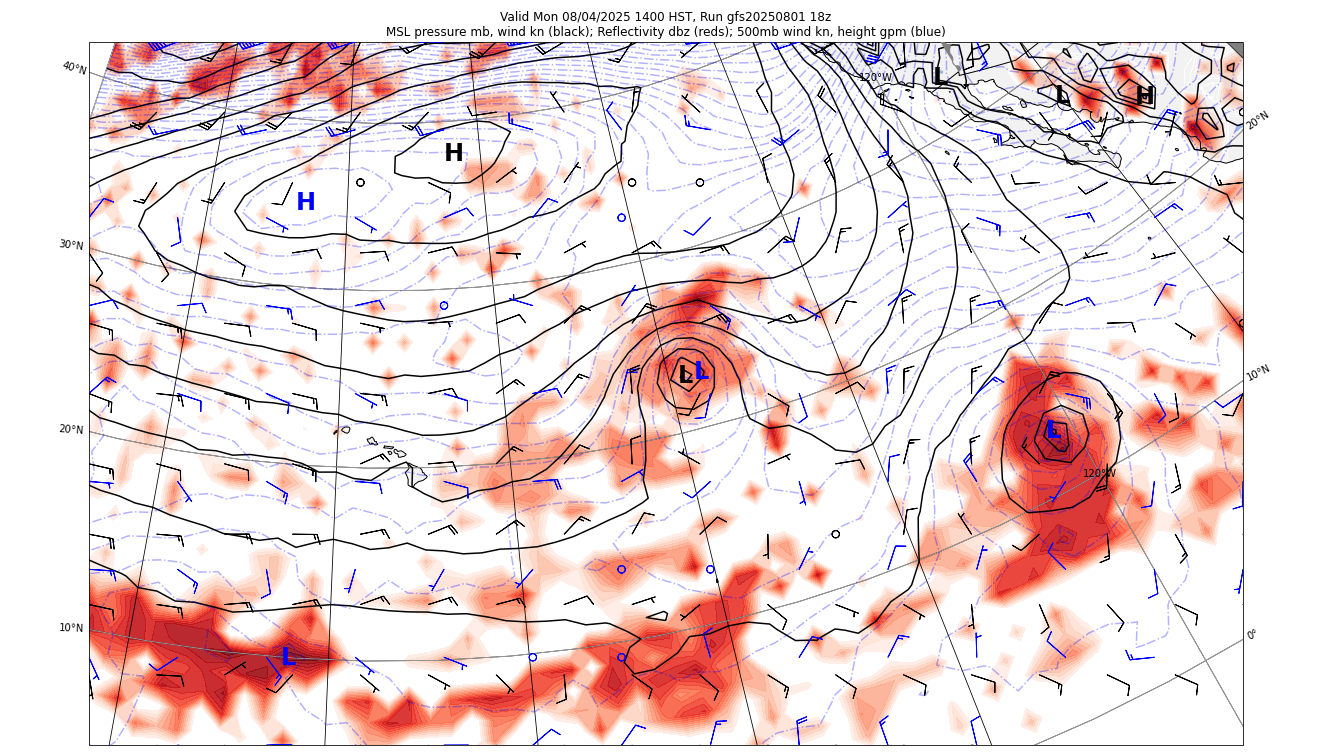 Valid Mon 08/04/2025 1400 HST, Run gfs20250801 18z
MSL pressure mb, wind kn (black); Reflectivity dbz (reds); 500mb wind kn, height gpm (blue)
40°N
120°W
L
L
H
20°N
H
H
30°N
L
L
10°N
20°N
L
120°W
10°N
L
0°